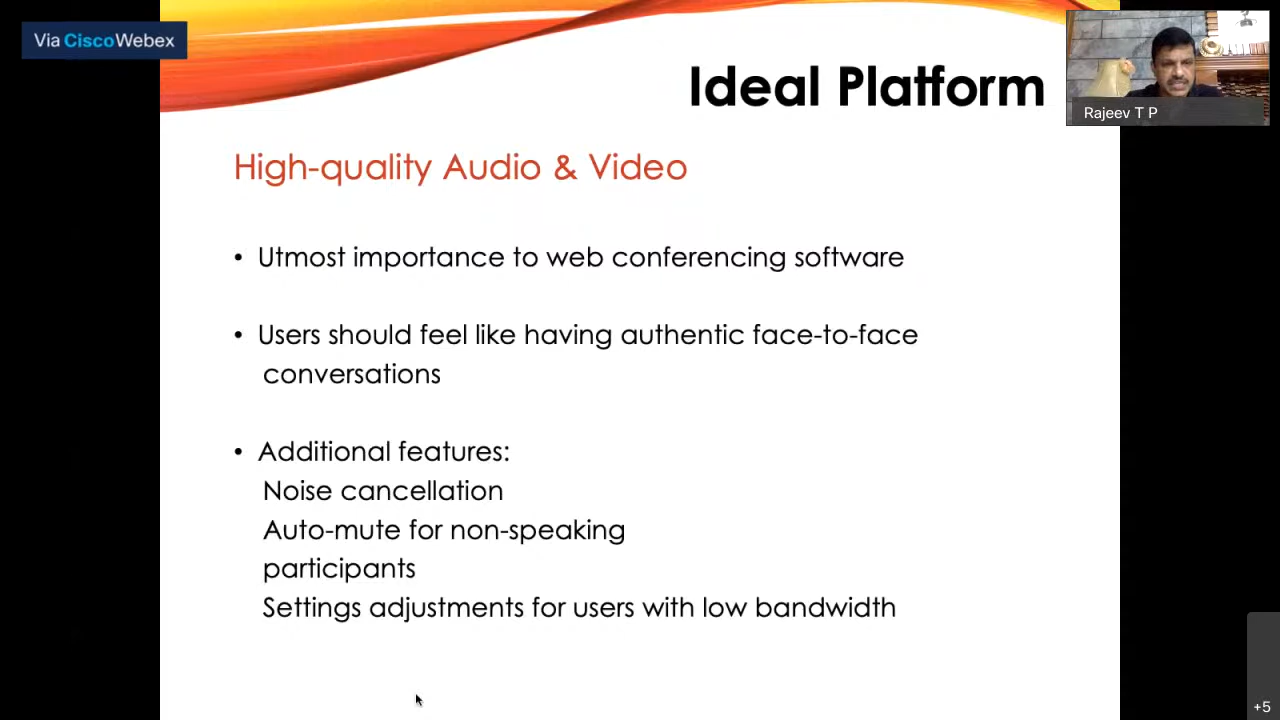 Via CiscoWebex
Ideal Platform
Rajeev T P
High-quality Audio & Video
• Utmost importance to web conferencing software
• Users should feel like having authentic face-to-face
conversations
• Additional features:
Noise cancellation
Auto-mute for non-speaking
participants
Settings adjustments for users with low bandwidth
+5